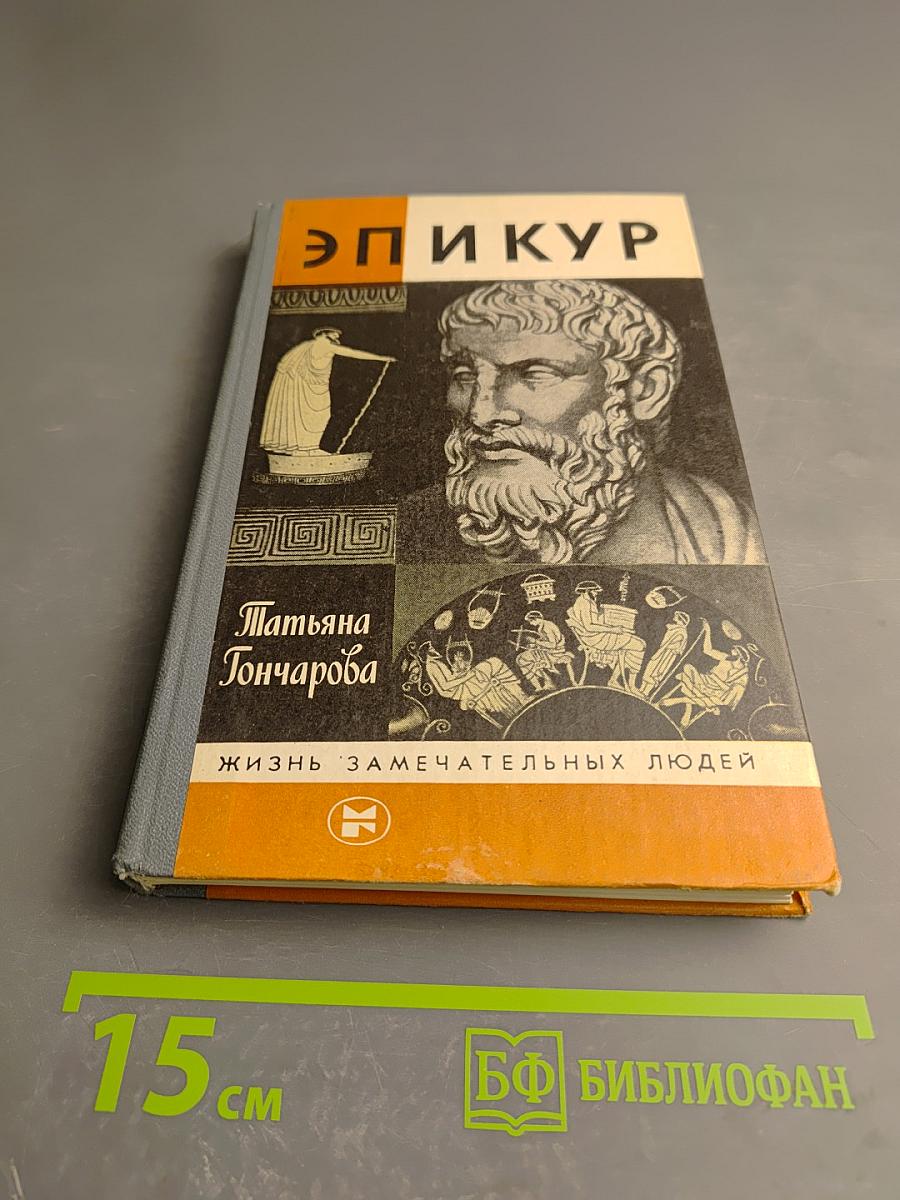 ЭПИКУР
Татьяна
Гончарова
ЖИЗНЬ ЗАМЕЧАТЕЛЬНЫХ ЛЮДЕЙ
15 см
БФ БИБЛИОФАН